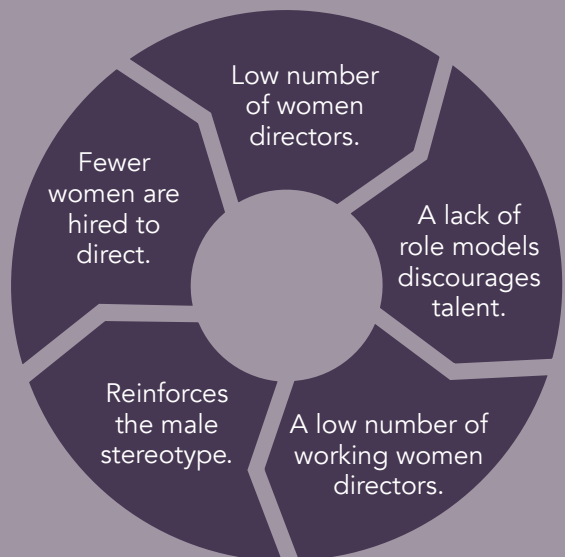 Low number
of women
directors.
A lack of
role models
discourages
talent.
A low number of
working women
directors.
Reinforces
the male
stereotype.
Fewer
women are
hired to
direct.